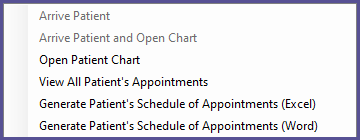 Arrive Patient
Arrive Patient and Open Chart
Open Patient Chart
View All Patient's Appointments
Generate Patient's Schedule of Appointments (Excel)
Generate Patient's Schedule of Appointments (Word)